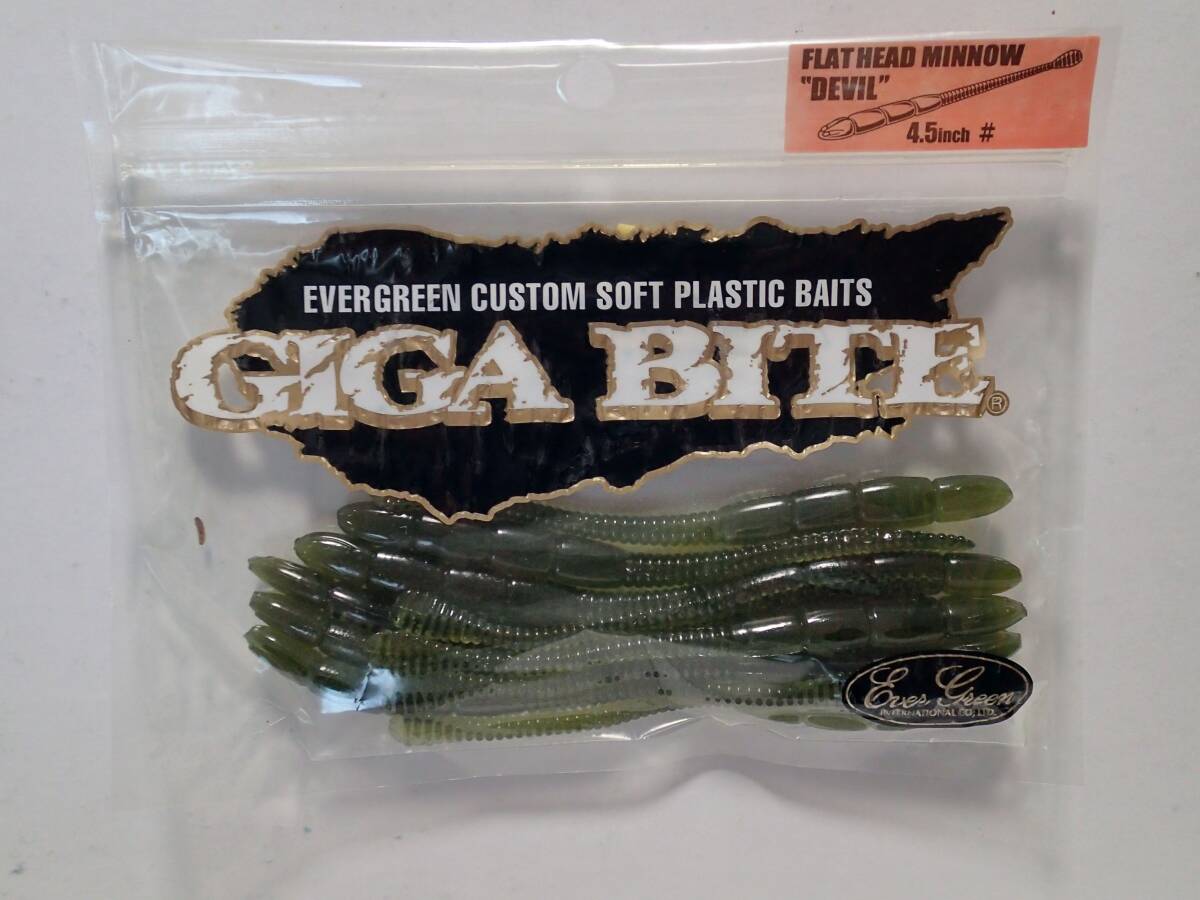 FLAT HEAD MINNOW
"DEVIL"
4.5inch #
EVERGREEN CUSTOM SOFT PLASTIC BAITS
GIGA BITE ®
Ever Green
INTERNATIONAL CO., LTD.